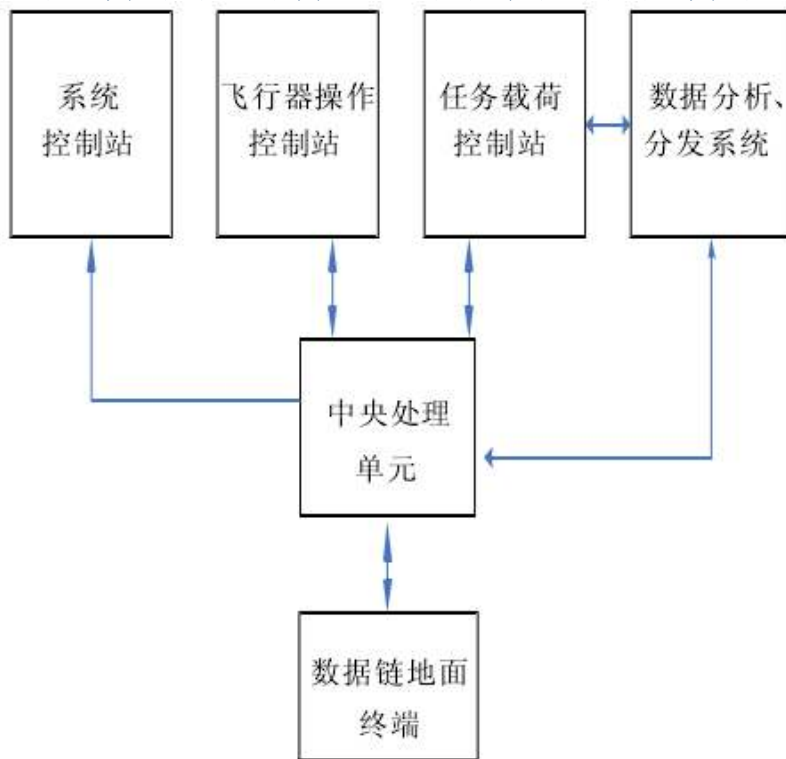 系统
控制站
飞行器操作
控制站
任务载荷
控制站
数据分析、
分发系统
中央处理
单元
数据链地面
终端